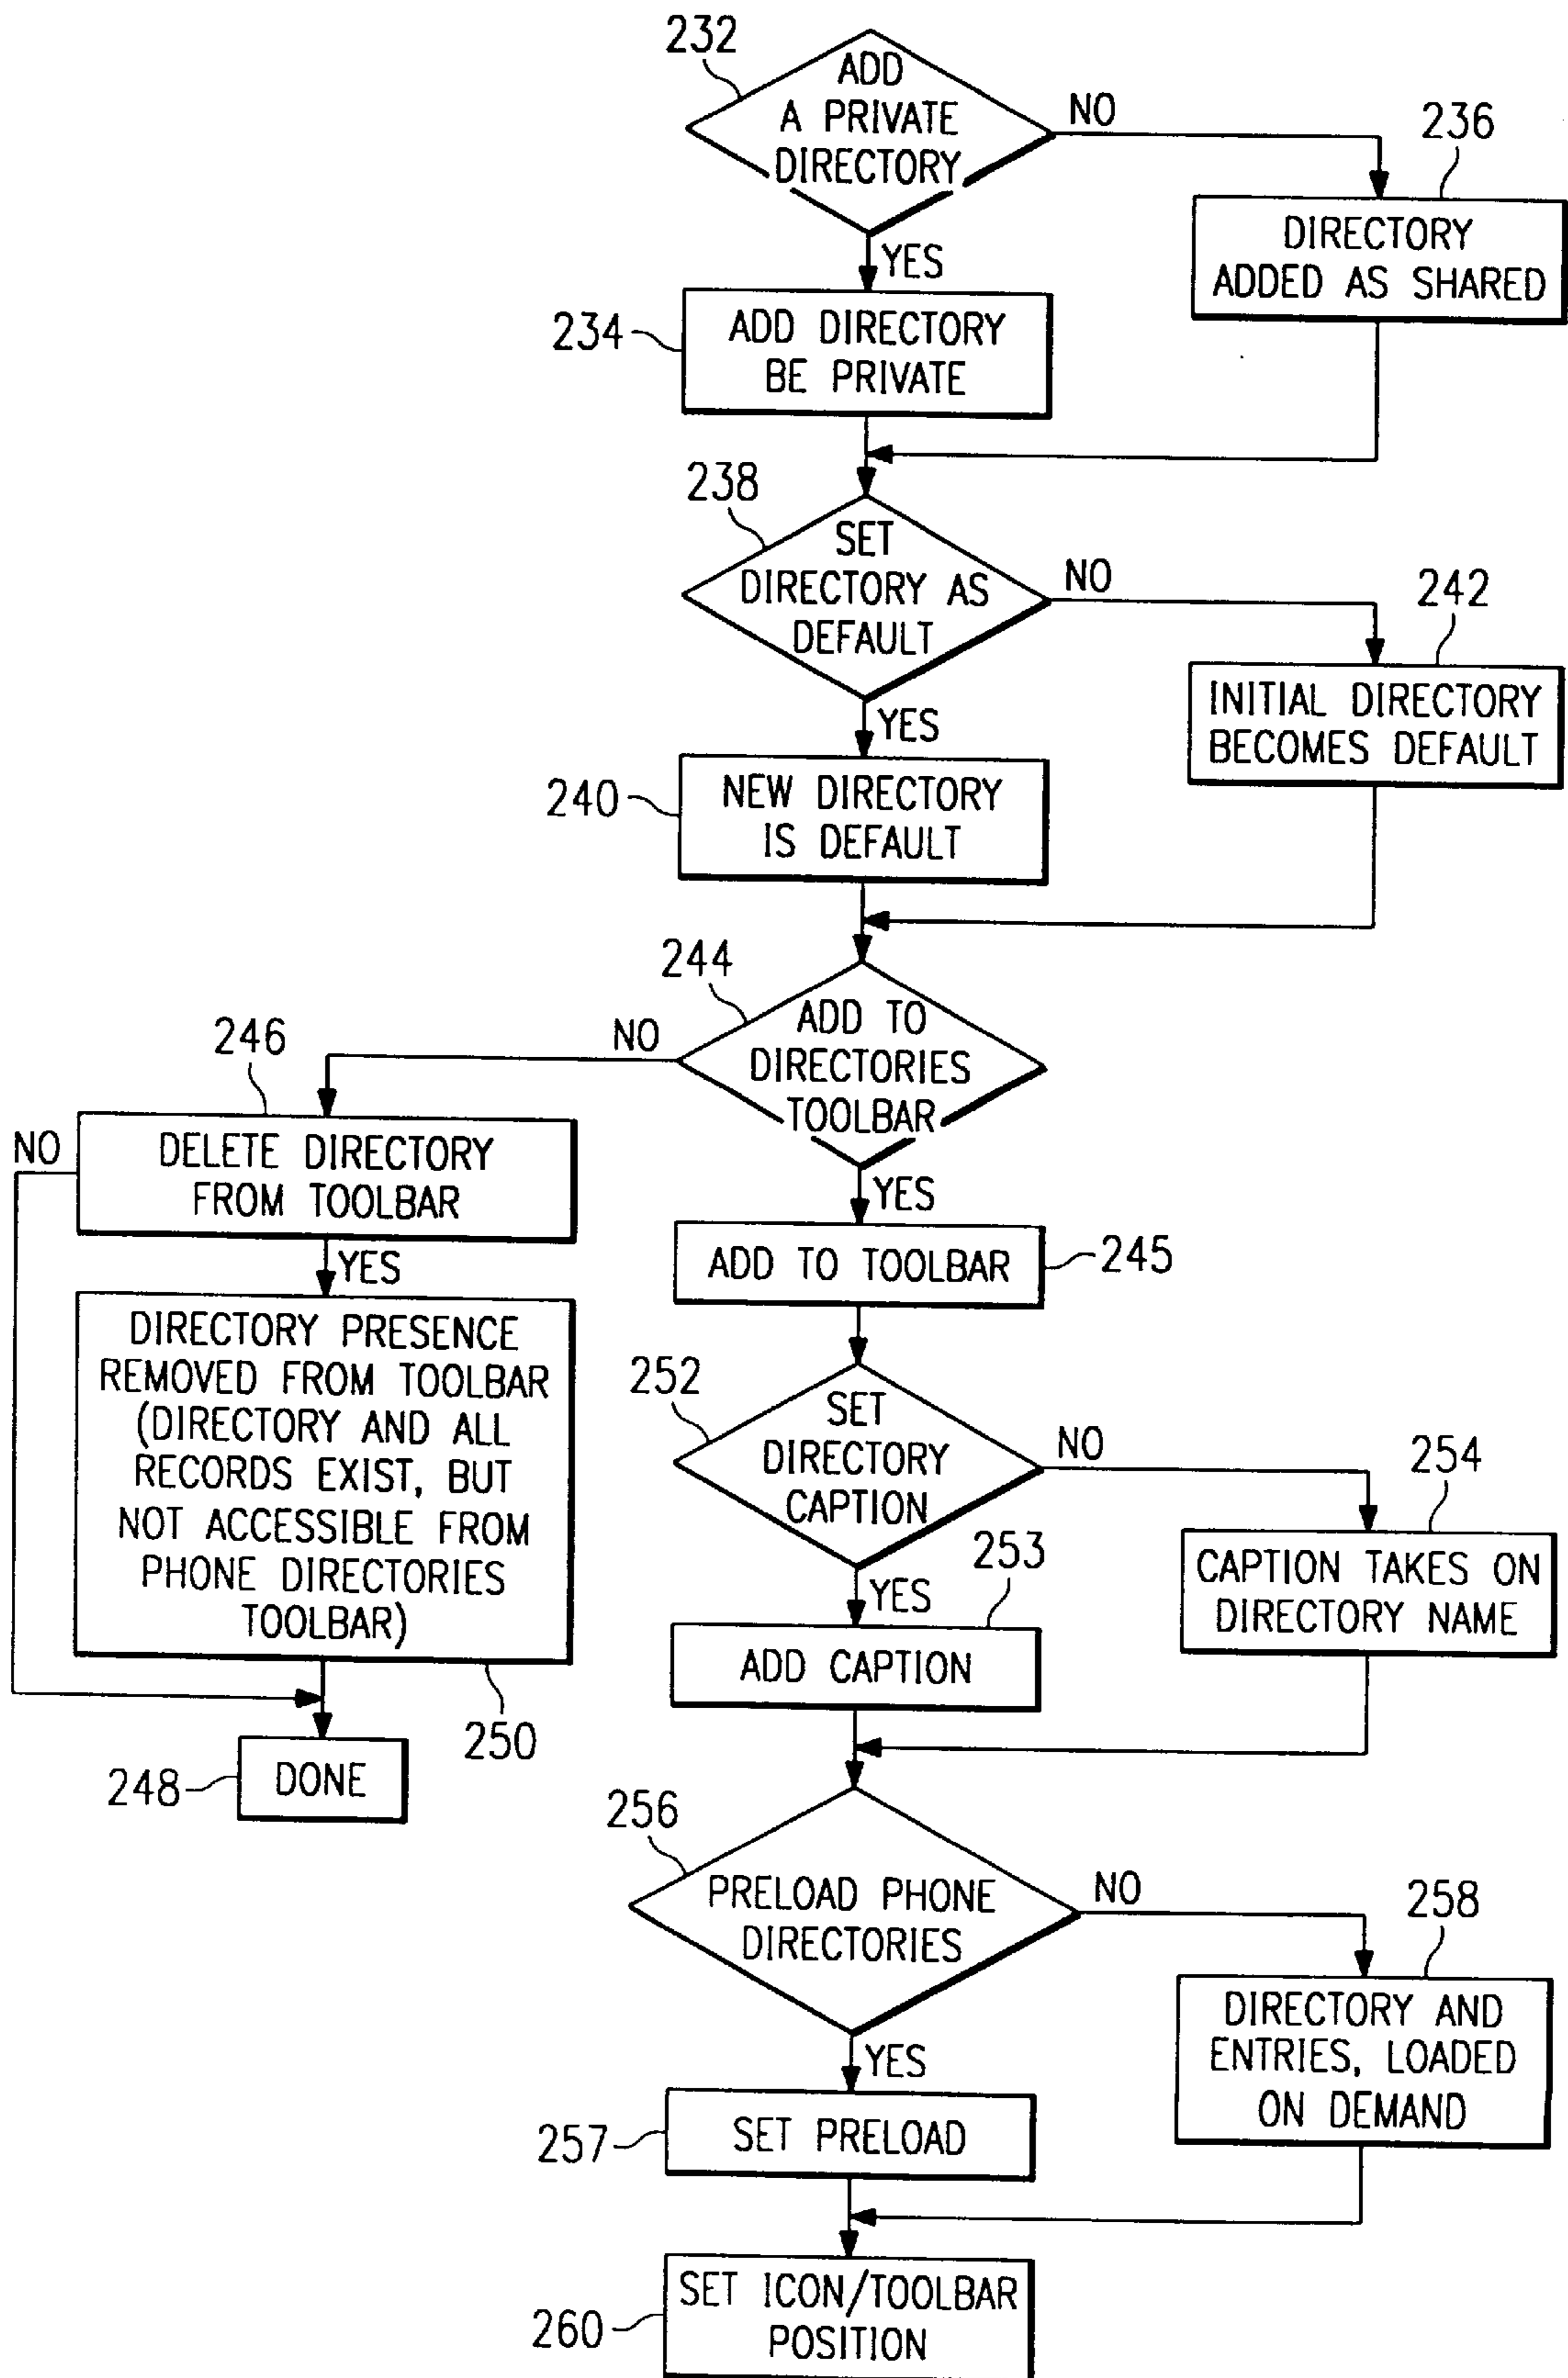 232
ADD
A PRIVATE
DIRECTORY
NO
236
DIRECTORY
ADDED AS SHARED
YES
234
ADD DIRECTORY
BE PRIVATE
238
SET
DIRECTORY AS
DEFAULT
NO
242
INITIAL DIRECTORY
BECOMES DEFAULT
YES
240
NEW DIRECTORY
IS DEFAULT
244
ADD TO
DIRECTORIES
TOOLBAR
NO
246
NO
DELETE DIRECTORY
FROM TOOLBAR
YES
ADD TO TOOLBAR
245
YES
DIRECTORY PRESENCE
REMOVED FROM TOOLBAR
(DIRECTORY AND ALL
RECORDS EXIST, BUT
NOT ACCESSIBLE FROM
PHONE DIRECTORIES
TOOLBAR)
250
248
DONE
252
SET
DIRECTORY
CAPTION
NO
254
CAPTION TAKES ON
DIRECTORY NAME
YES
253
ADD CAPTION
256
PRELOAD PHONE
DIRECTORIES
NO
258
DIRECTORY AND
ENTRIES, LOADED
ON DEMAND
YES
257
SET PRELOAD
260
SET ICON/TOOLBAR
POSITION